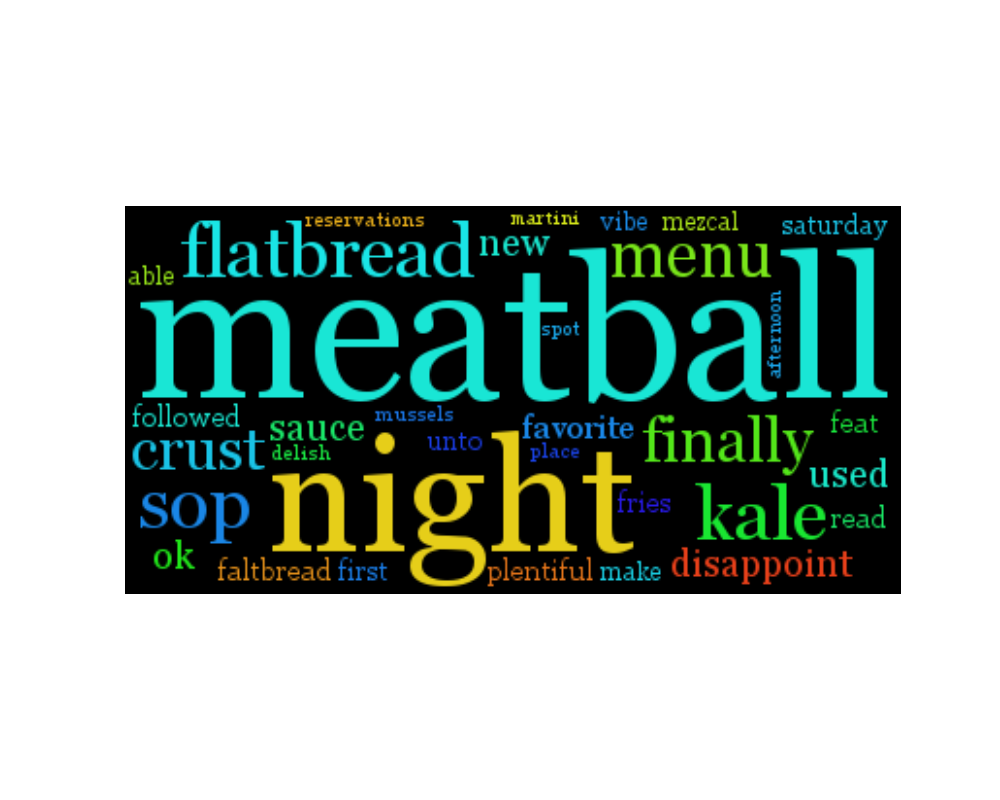 reservations martini vibe mezcal saturday
flatbread new menu
able
meatball
spot afternoon
followed sauce mussels favorite finally feat
crust delish unto place used
sop night fries kale read
ok faltbread first plentiful make disappoint